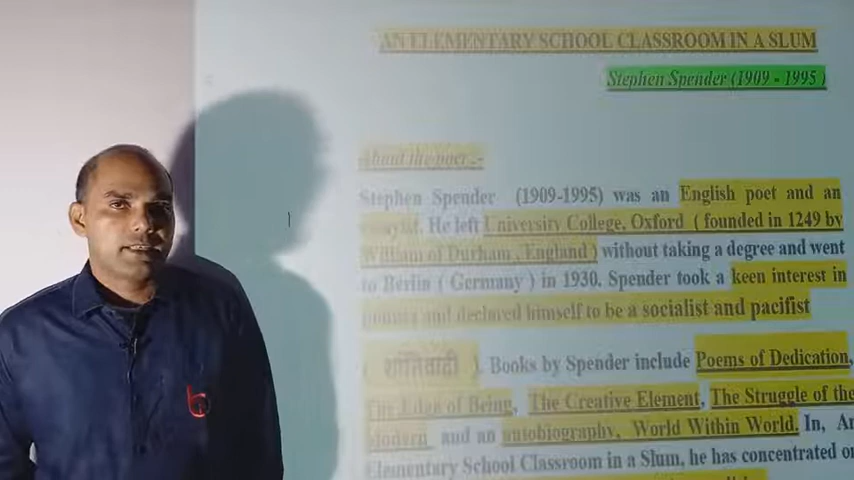 AN ELEMENTARY SCHOOL CLASSROOM IN A SLUM
Stephen Spender (1909 - 1995 )
About the poet :-
Stephen Spender (1909-1995) was an English poet and an
. He left University College, Oxford ( founded in 1249 by
William of Durham, England in without taking any degree and went
to Berlin ( Germany ) in 1930. Spender took a keen interest in
and declared himself to be a socialist and pacifist
( शांतिवादी ). Books by Spender include Poems of Dedication,
The Edge of Being, The Creative Element, The Struggle of the
Modern and an autobiography, World Within World. In, An
Elementary School Classroom in a Slum, he has concentrated on
b